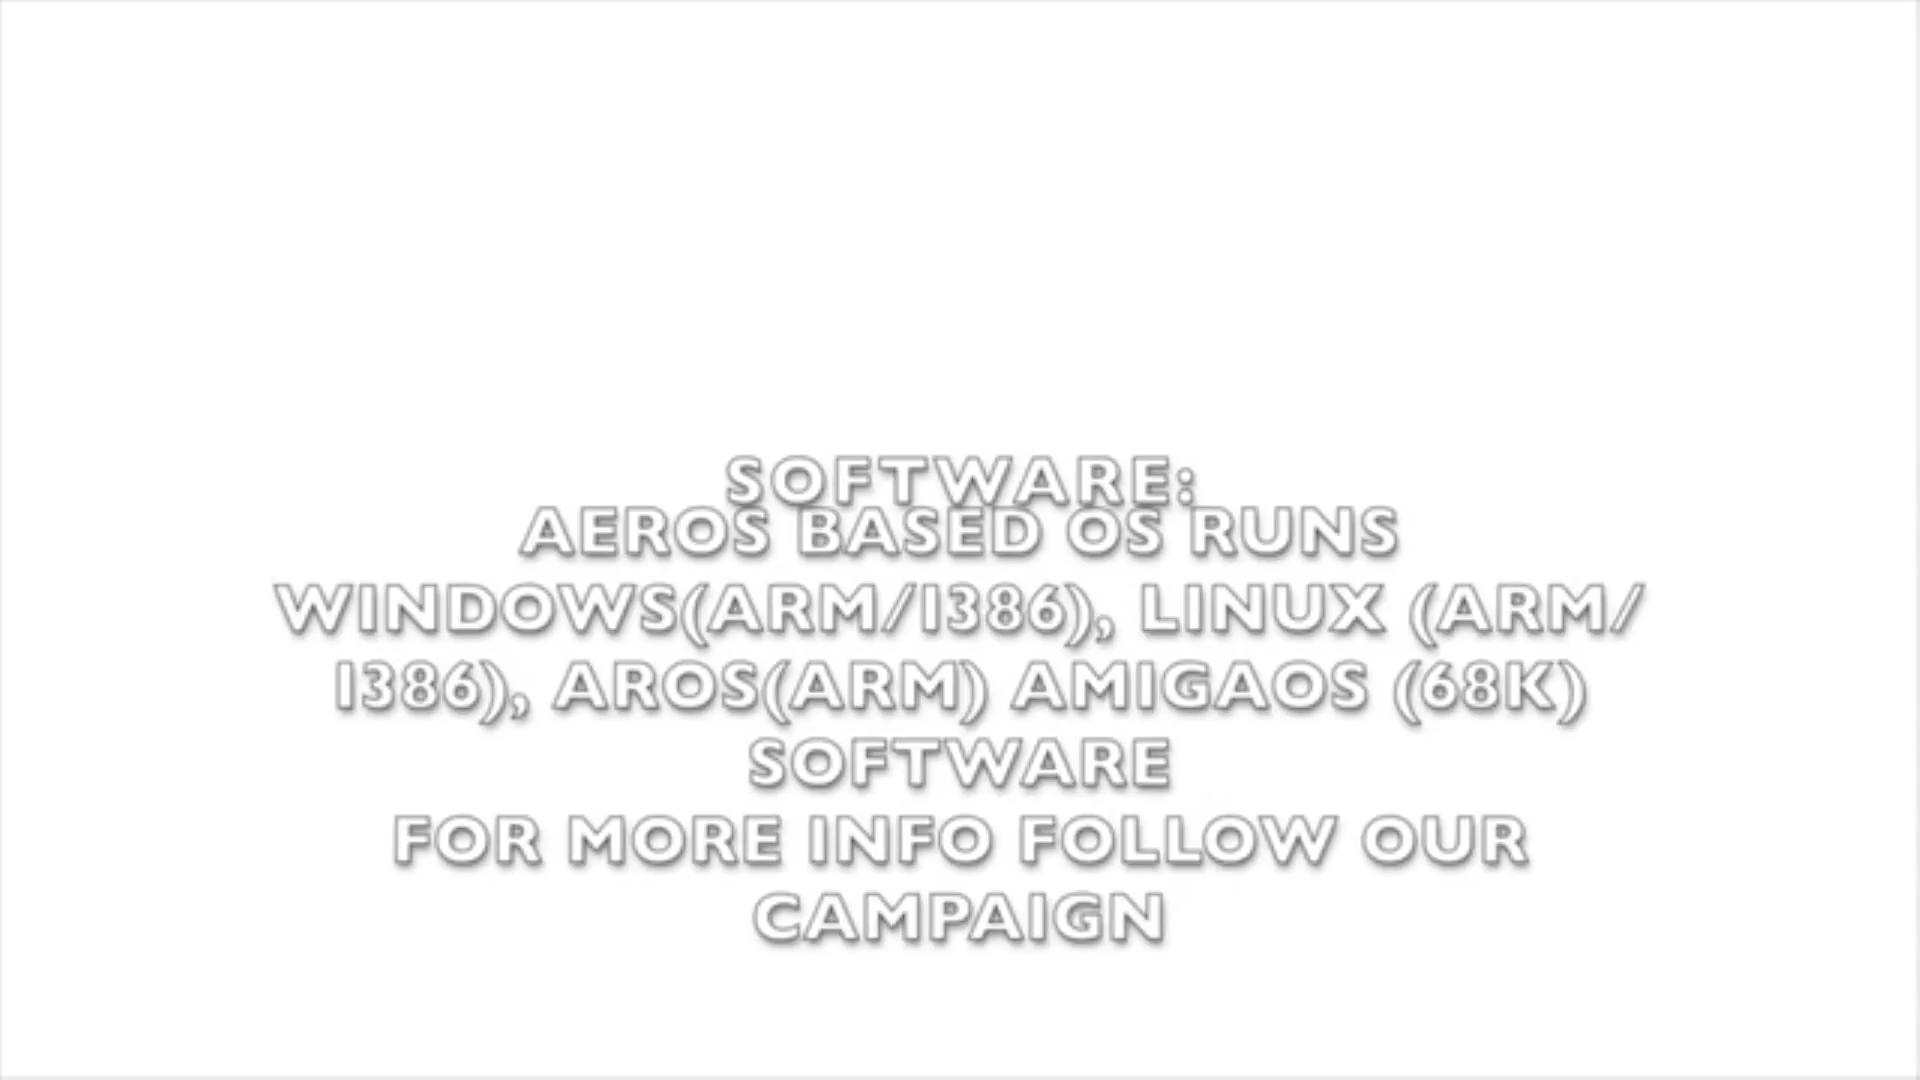 SOFTWARE:
AEROS BASED OS RUNS
WINDOWS(ARM/I386), LINUX (ARM/
I386), AROS(ARM) AMIGAOS (68K)
SOFTWARE
FOR MORE INFO FOLLOW OUR
CAMPAIGN